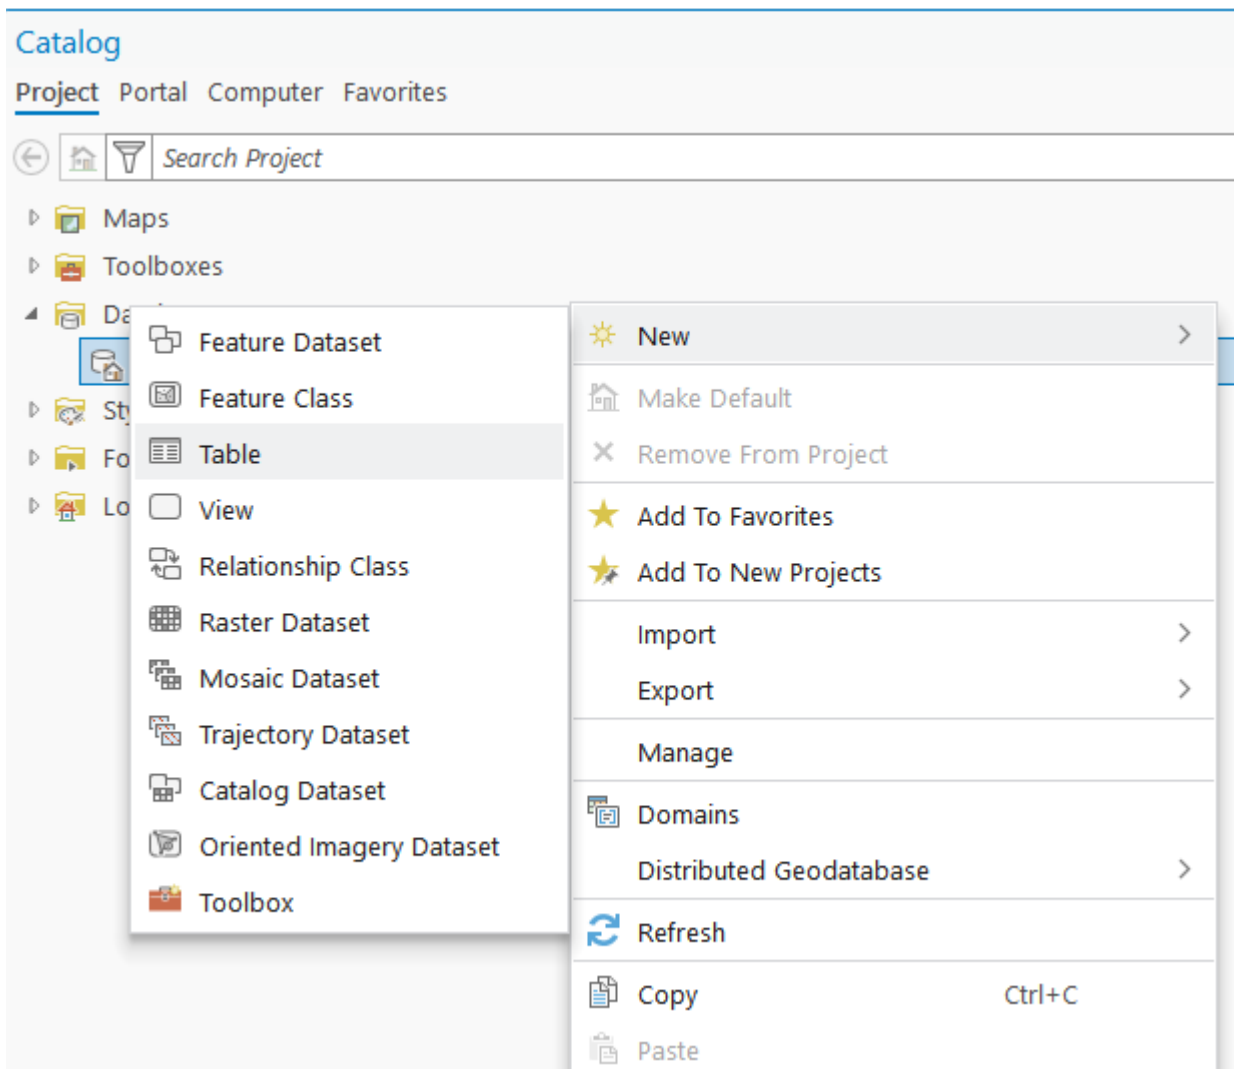 Catalog
Project Portal Computer Favorites
Search Project
Maps
Toolboxes
Feature Dataset
Feature Class
Table
View
Relationship Class
Raster Dataset
Mosaic Dataset
Trajectory Dataset
Catalog Dataset
Oriented Imagery Dataset
Toolbox
New
Make Default
Remove From Project
Add To Favorites
Add To New Projects
Import
Export
Manage
Domains
Distributed Geodatabase
Refresh
Copy Ctrl+C
Paste